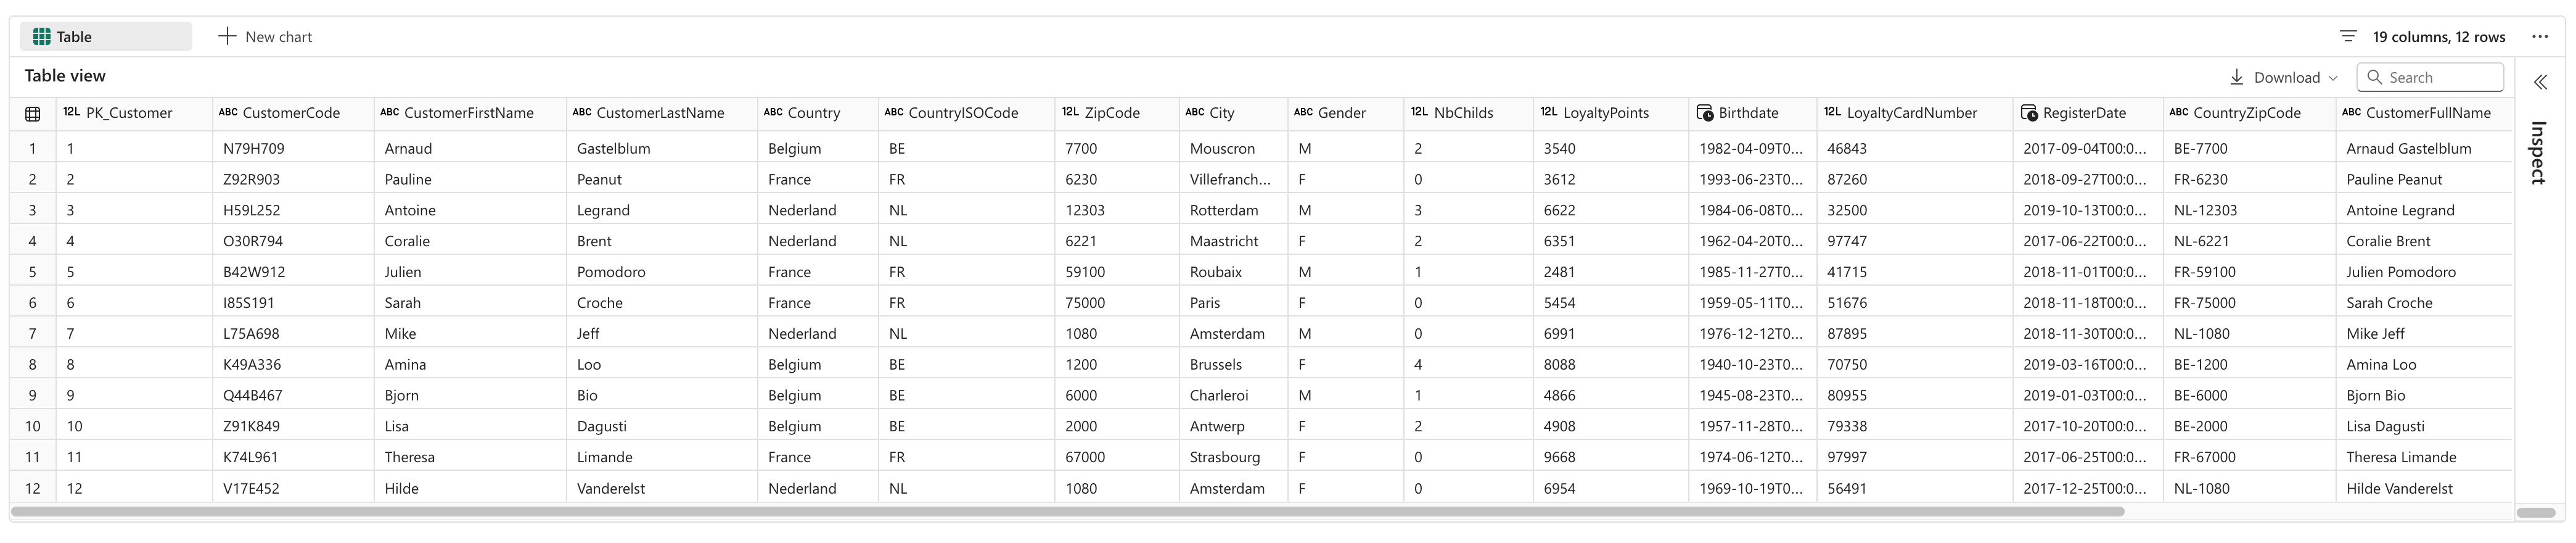 Table New chart 19 columns, 12 rows ...
Table view Download Search
12L PK_Customer ABC CustomerCode ABC CustomerFirstName ABC CustomerLastName ABC Country ABC CountryISOCode 12L ZipCode ABC City ABC Gender 12L NbChilds 12L LoyaltyPoints Birthdate 12L LoyaltyCardNumber RegisterDate ABC CountryZipCode ABC CustomerFullName
1 1 N79H709 Arnaud Gastelblum Belgium BE 7700 Mouscron M 2 3540 1982-04-09T0... 46843 2017-09-04T00:0... BE-7700 Arnaud Gastelblum
2 2 Z92R903 Pauline Peanut France FR 6230 Villefranch... F 0 3612 1993-06-23T0... 87260 2018-09-27T00:0... FR-6230 Pauline Peanut
3 3 H59L252 Antoine Legrand Nederland NL 12303 Rotterdam M 3 6622 1984-06-08T0... 32500 2019-10-13T00:0... NL-12303 Antoine Legrand
4 4 O30R794 Coralie Brent Nederland NL 6221 Maastricht F 2 6351 1962-04-20T0... 97747 2017-06-22T00:0... NL-6221 Coralie Brent
5 5 B42W912 Julien Pomodoro France FR 59100 Roubaix M 1 2481 1985-11-27T0... 41715 2018-11-01T00:0... FR-59100 Julien Pomodoro
6 6 I85S191 Sarah Croche France FR 75000 Paris F 0 5454 1959-05-11T0... 51676 2018-11-18T00:0... FR-75000 Sarah Croche
7 7 L75A698 Mike Jeff Nederland NL 1080 Amsterdam M 0 6991 1976-12-12T0... 87895 2018-11-30T00:0... NL-1080 Mike Jeff
8 8 K49A336 Amina Loo Belgium BE 1200 Brussels F 4 8088 1940-10-23T0... 70750 2019-03-16T00:0... BE-1200 Amina Loo
9 9 Q44B467 Bjorn Bio Belgium BE 6000 Charleroi M 1 4866 1945-08-23T0... 80955 2019-01-03T00:0... BE-6000 Bjorn Bio
10 10 Z91K849 Lisa Dagusti Belgium BE 2000 Antwerp F 2 4908 1957-11-28T0... 79338 2017-10-20T00:0... BE-2000 Lisa Dagusti
11 11 K74L961 Theresa Limande France FR 67000 Strasbourg F 0 9668 1974-06-12T0... 97997 2017-06-25T00:0... FR-67000 Theresa Limande
12 12 V17E452 Hilde Vanderelst Nederland NL 1080 Amsterdam F 0 6954 1969-10-19T0... 56491 2017-12-25T00:0... NL-1080 Hilde Vanderelst
Inspect